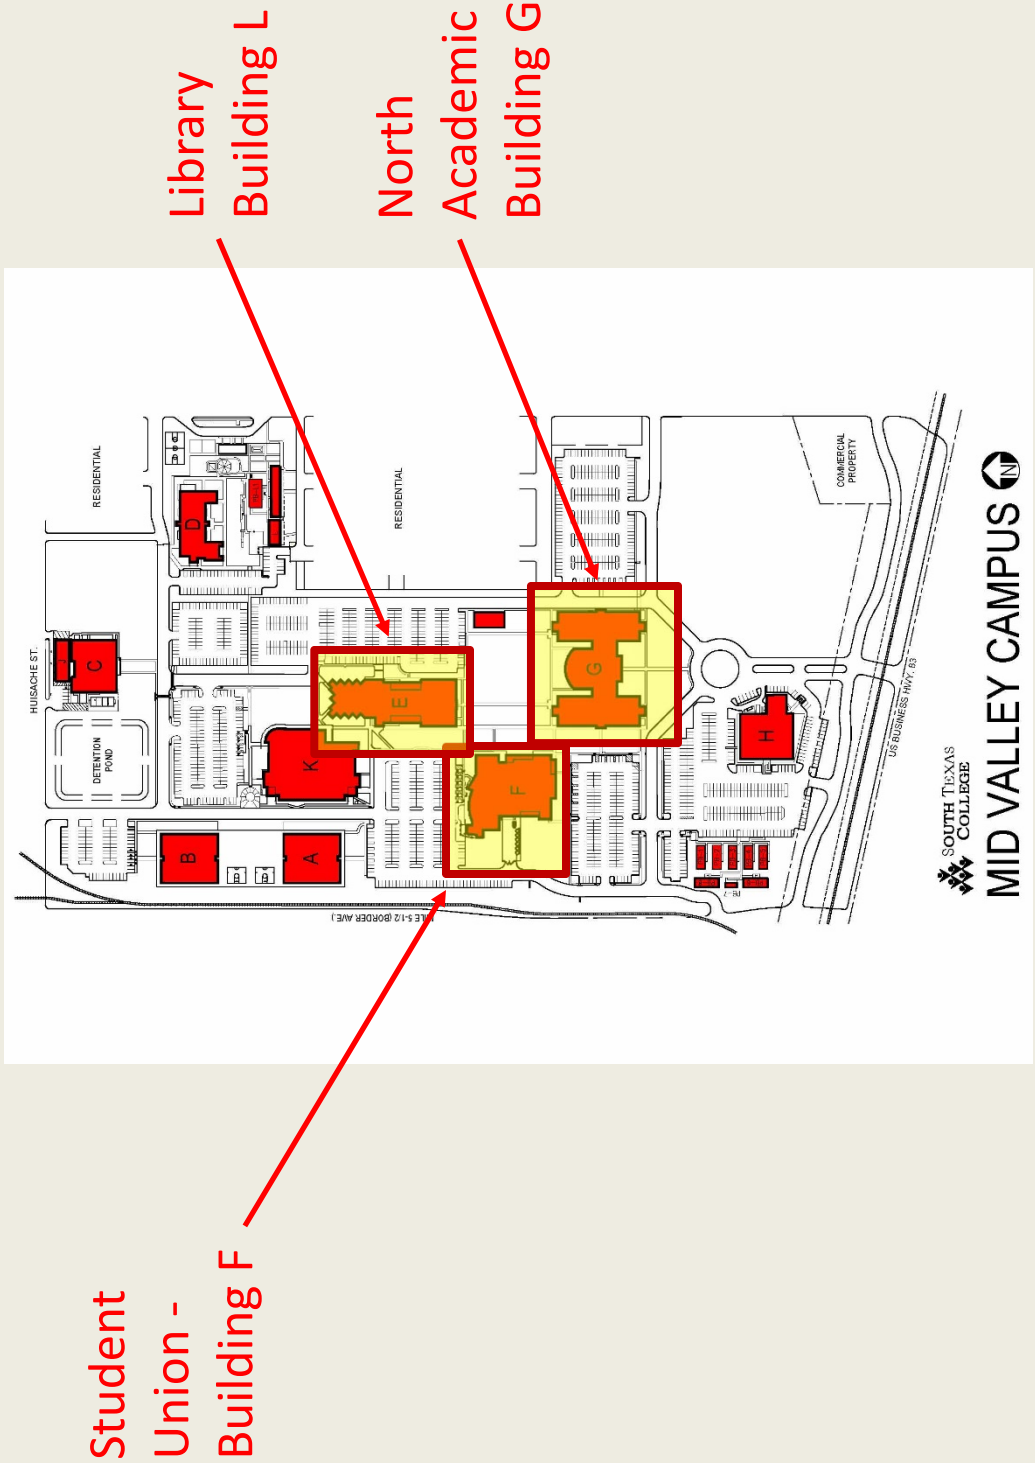 Student
Union -
Building F
Library
Building L
North
Academic
Building G
HUISACHE ST.
RESIDENTIAL
RESIDENTIAL
DETENTION
POND
COMMERCIAL
PROPERTY
J
C
D
B
A
K
E
F
G
H
US BUSINESS HWY. 83
SOUTH TEXAS
COLLEGE
MID VALLEY CAMPUS
N